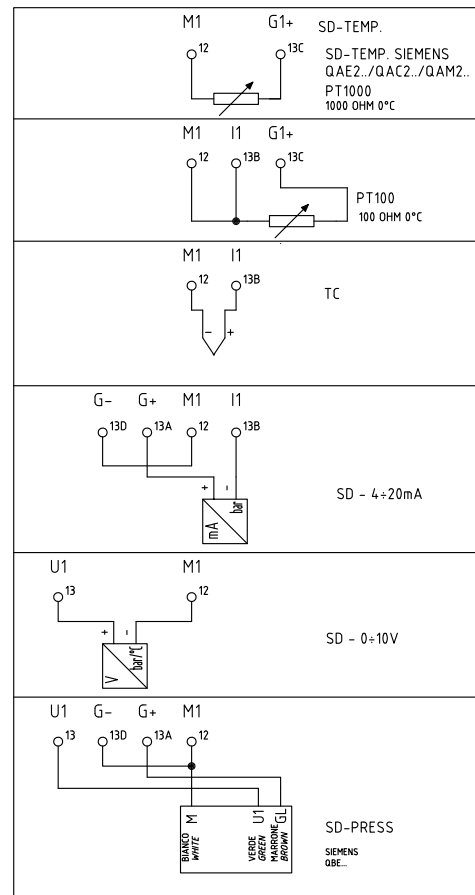 M1 G1+ SD-TEMP.
12 13C SD-TEMP. SIEMENS
QAE2../QAC2../QAM2..
PT1000
1000 OHM 0°C
M1 I1 G1+
12 13B 13C
PT100
100 OHM 0°C
M1 I1
12 13B
TC
- +
G- G+ M1 I1
13D 13A 12 13B
+ -
SD - 4÷20mA
mA bar
U1 M1
13 12
+ -
SD - 0÷10V
V bar/°C
U1 G- G+ M1
13 13D 13A 12
M U1 GL
BIANCO VERDE MARRONE
WHITE GREEN BROWN
SD-PRESS
SIEMENS
QBE...